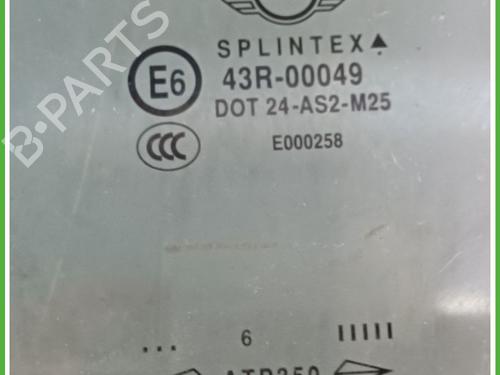 SPLINTEX
E6
43R-00049
DOT 24-AS2-M25
CCC
E000258
B-PARTS
... 6 IIIII